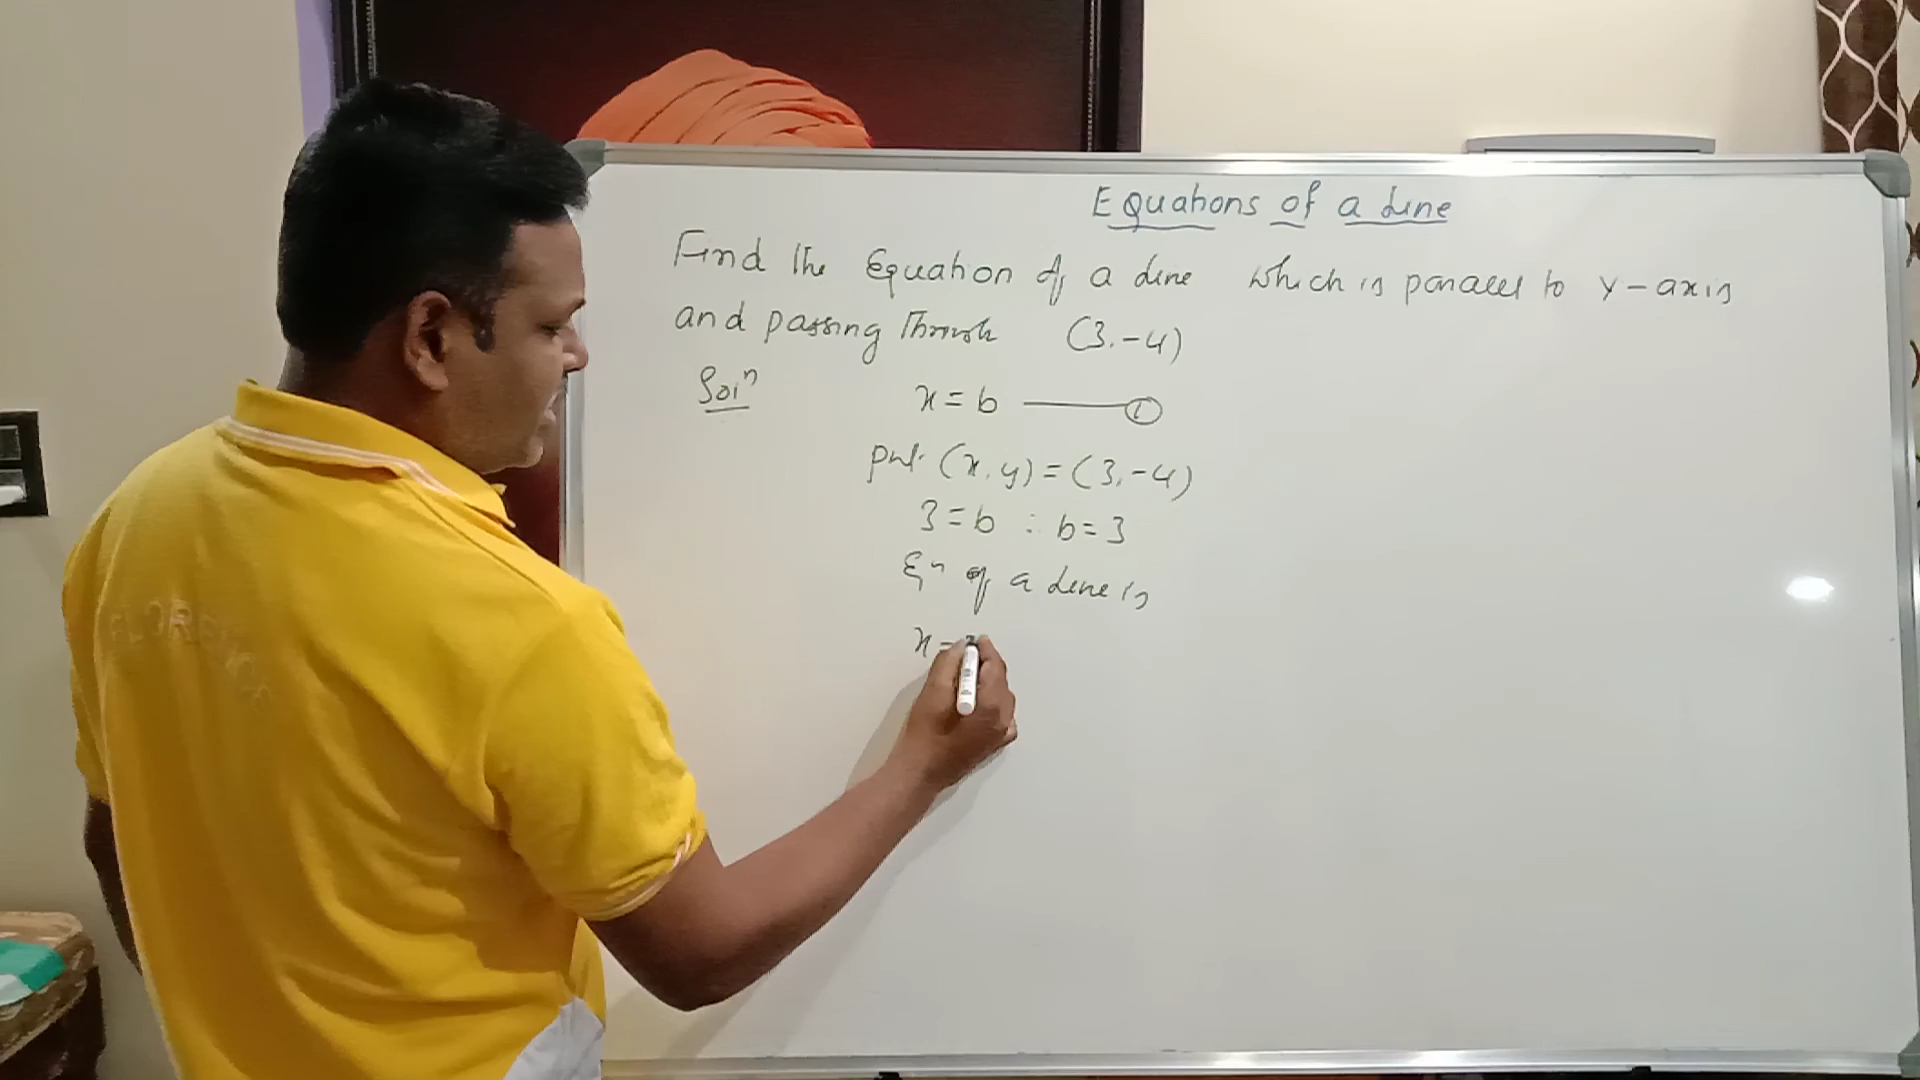 Equations of a Line
Find the Equation of a Line which is parallel to y-axis
and passing Through (3,-4)
Solⁿ x = b ——— ①
put (x,y) = (3,-4)
3 = b ∴ b = 3
Eqⁿ of a Line is
x = 3
FLORENCE